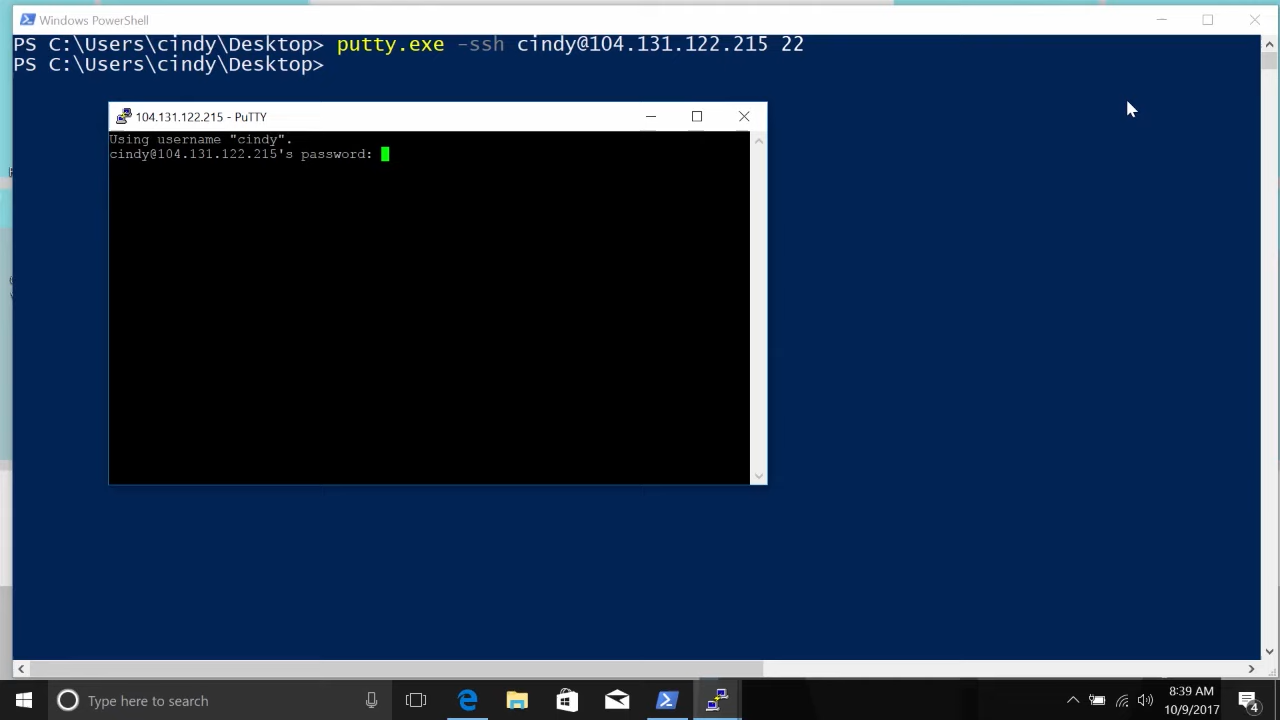 Windows PowerShell
PS C:\Users\cindy\Desktop> putty.exe -ssh cindy@104.131.122.215 22
PS C:\Users\cindy\Desktop>
104.131.122.215 - PuTTY
Using username "cindy".
cindy@104.131.122.215's password:
Type here to search
8:39 AM
10/9/2017
4